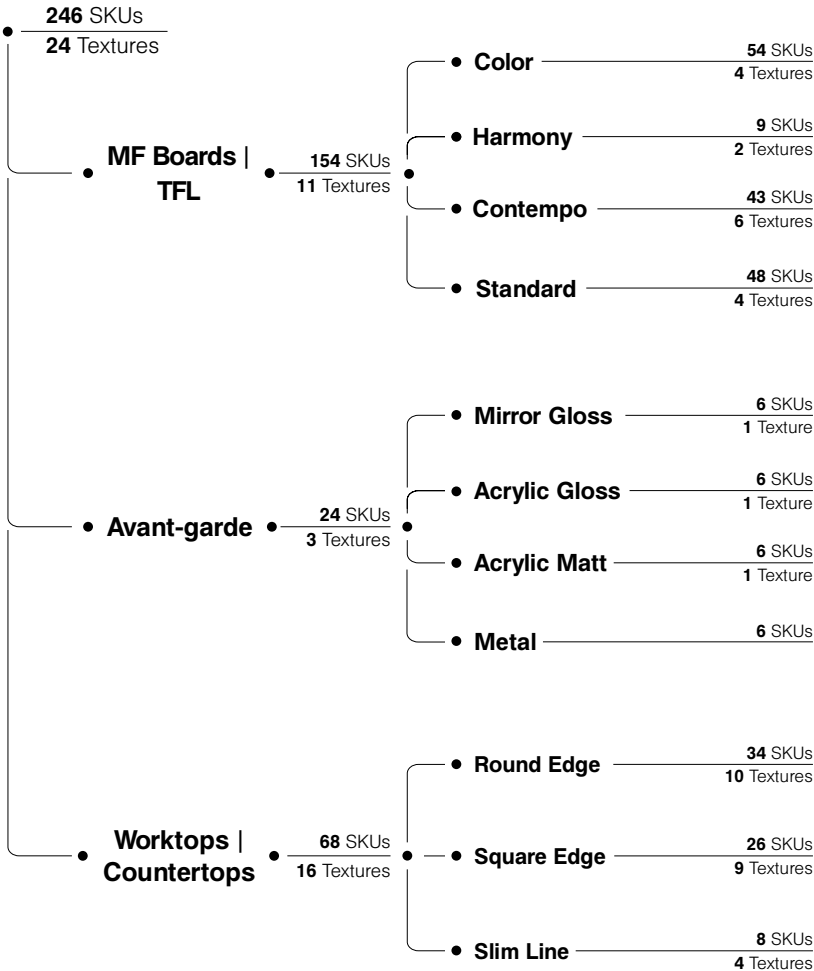 246 SKUs
24 Textures
MF Boards |
TFL
154 SKUs
11 Textures
Color
54 SKUs
4 Textures
Harmony
9 SKUs
2 Textures
Contempo
43 SKUs
6 Textures
Standard
48 SKUs
4 Textures
Avant-garde
24 SKUs
3 Textures
Mirror Gloss
6 SKUs
1 Texture
Acrylic Gloss
6 SKUs
1 Texture
Acrylic Matt
6 SKUs
1 Texture
Metal
6 SKUs
Worktops |
Countertops
68 SKUs
16 Textures
Round Edge
34 SKUs
10 Textures
Square Edge
26 SKUs
9 Textures
Slim Line
8 SKUs
4 Textures